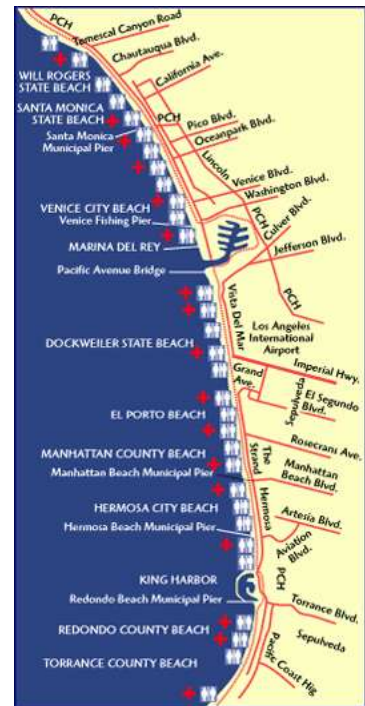 PCH
Temescal Canyon Road
Chautauqua Blvd.
California Ave.
WILL ROGERS
STATE BEACH
SANTA MONICA
STATE BEACH
PCH
Pico Blvd.
Santa Monica
Municipal Pier
Oceanpark Blvd.
Lincoln
Venice Blvd.
Washington Blvd.
VENICE CITY BEACH
Venice Fishing Pier
PCH
Culver Blvd.
MARINA DEL REY
Jefferson Blvd.
Pacific Avenue Bridge
Vista Del Mar
PCH
Los Angeles
International
Airport
DOCKWEILER STATE BEACH
Imperial Hwy.
Grand
Ave.
Sepulveda
El Segundo
Blvd.
EL PORTO BEACH
Rosecrans Ave.
The
Strand
MANHATTAN COUNTY BEACH
Manhattan Beach Municipal Pier
Manhattan
Beach Blvd.
HERMOSA CITY BEACH
Hermosa
Artesia Blvd.
Hermosa Beach Municipal Pier
Aviation
Blvd.
PCH
KING HARBOR
Redondo Beach Municipal Pier
Torrance Blvd.
REDONDO COUNTY BEACH
Sepulveda
Pacific Coast Hig
TORRANCE COUNTY BEACH